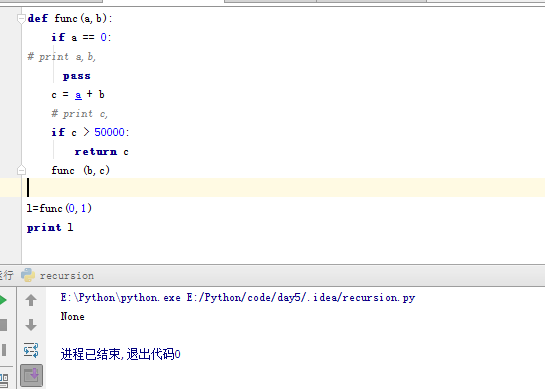 def func(a,b):
    if a == 0:
# print a,b,
      pass
    c = a + b
    # print c,
    if c > 50000:
        return c
    func (b,c)
l=func(0,1)
print l
运行 recursion
E:\Python\python.exe E:/Python/code/day5/.idea/recursion.py
None
进程已结束,退出代码0